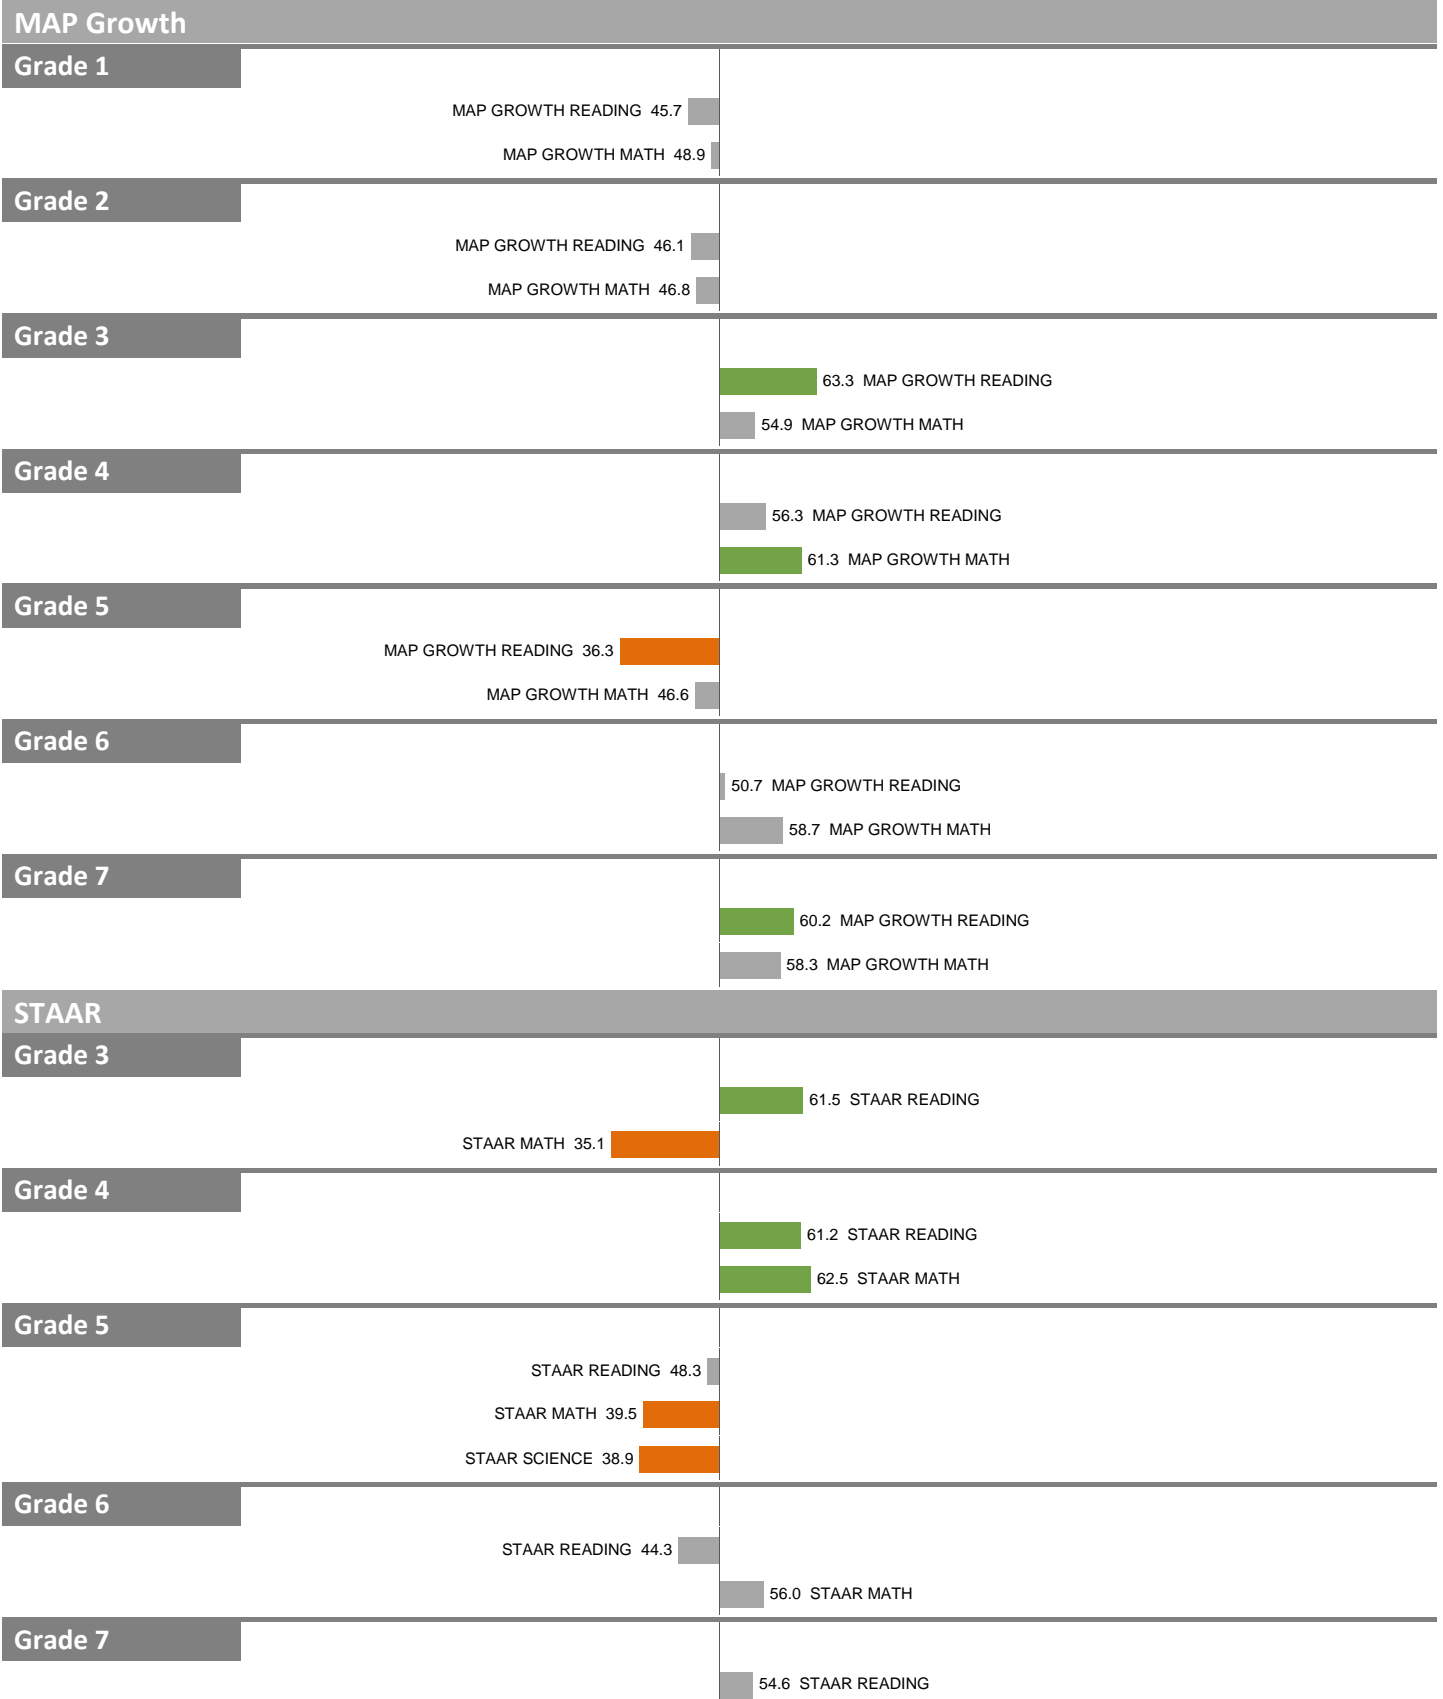 MAP Growth
Grade 1
MAP GROWTH READING 45.7
MAP GROWTH MATH 48.9
Grade 2
MAP GROWTH READING 46.1
MAP GROWTH MATH 46.8
Grade 3
63.3 MAP GROWTH READING
54.9 MAP GROWTH MATH
Grade 4
56.3 MAP GROWTH READING
61.3 MAP GROWTH MATH
Grade 5
MAP GROWTH READING 36.3
MAP GROWTH MATH 46.6
Grade 6
50.7 MAP GROWTH READING
58.7 MAP GROWTH MATH
Grade 7
60.2 MAP GROWTH READING
58.3 MAP GROWTH MATH
STAAR
Grade 3
61.5 STAAR READING
STAAR MATH 35.1
Grade 4
61.2 STAAR READING
62.5 STAAR MATH
Grade 5
STAAR READING 48.3
STAAR MATH 39.5
STAAR SCIENCE 38.9
Grade 6
STAAR READING 44.3
56.0 STAAR MATH
Grade 7
54.6 STAAR READING